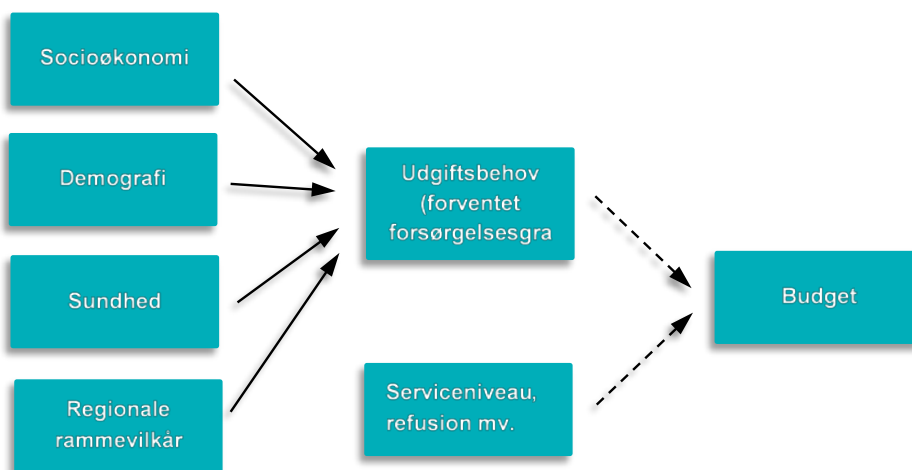 Socioøkonomi
Demografi
Sundhed
Regionale
rammevilkår
Udgiftsbehov
(forventet
forsørgelsesgra
Serviceniveau,
refusion mv.
Budget